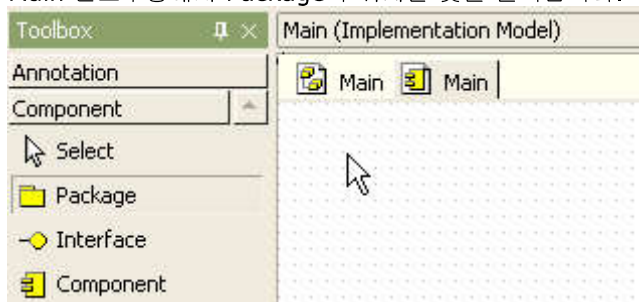 Toolbox
Main (Implementation Model)
Annotation
Main
Main
Component
Select
Package
Interface
Component